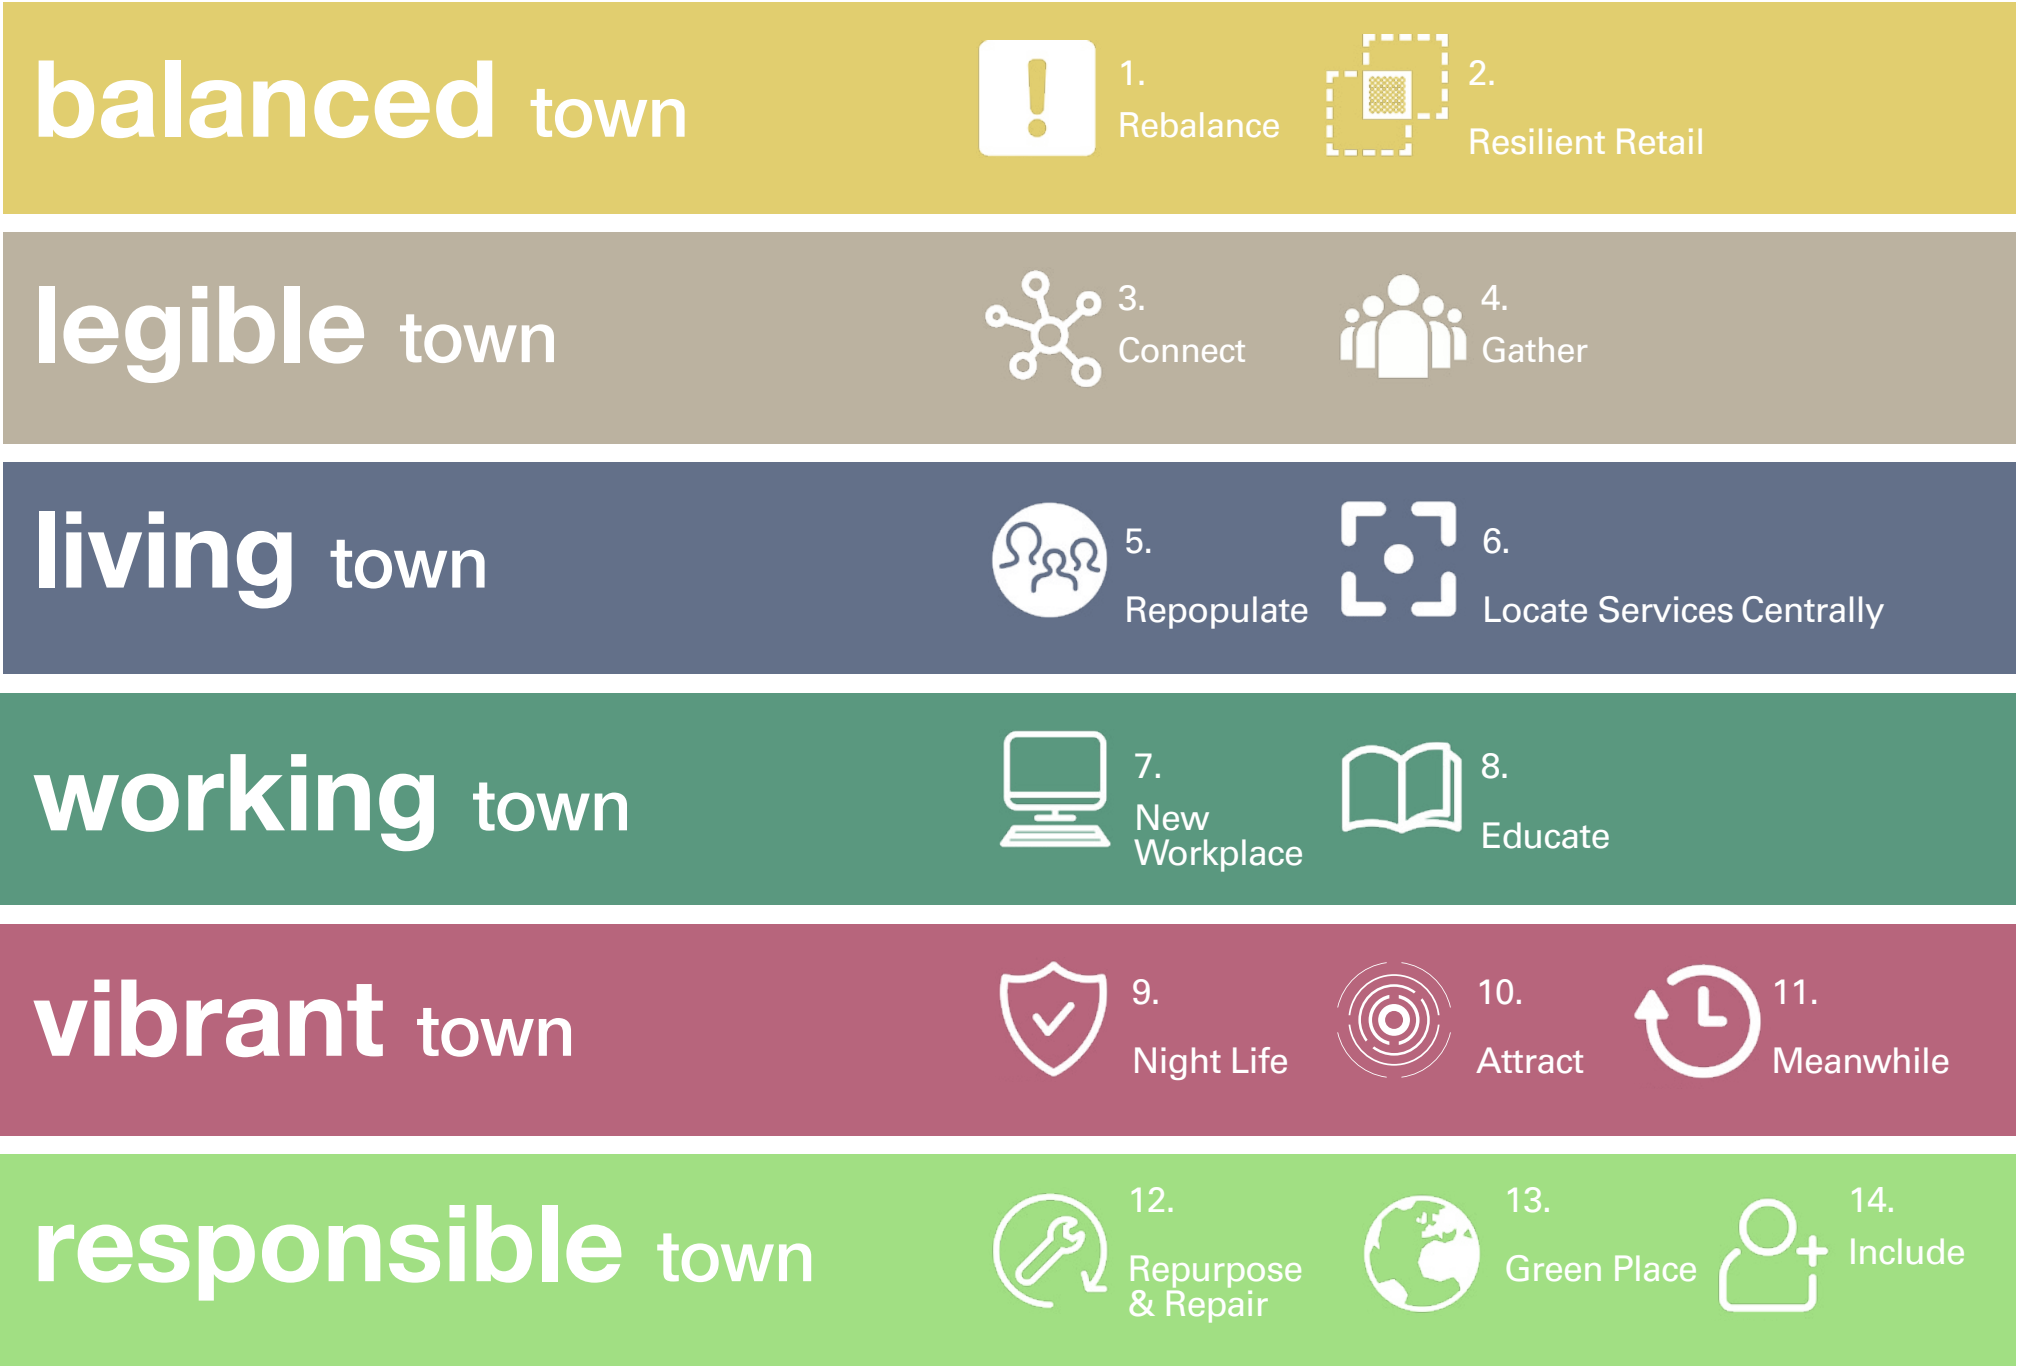 balanced town
1.
Rebalance
2.
Resilient Retail
legible town
3.
Connect
4.
Gather
living town
5.
Repopulate
6.
Locate Services Centrally
working town
7.
New
Workplace
8.
Educate
vibrant town
9.
Night Life
10.
Attract
11.
Meanwhile
responsible town
12.
Repurpose
& Repair
13.
Green Place
14.
Include